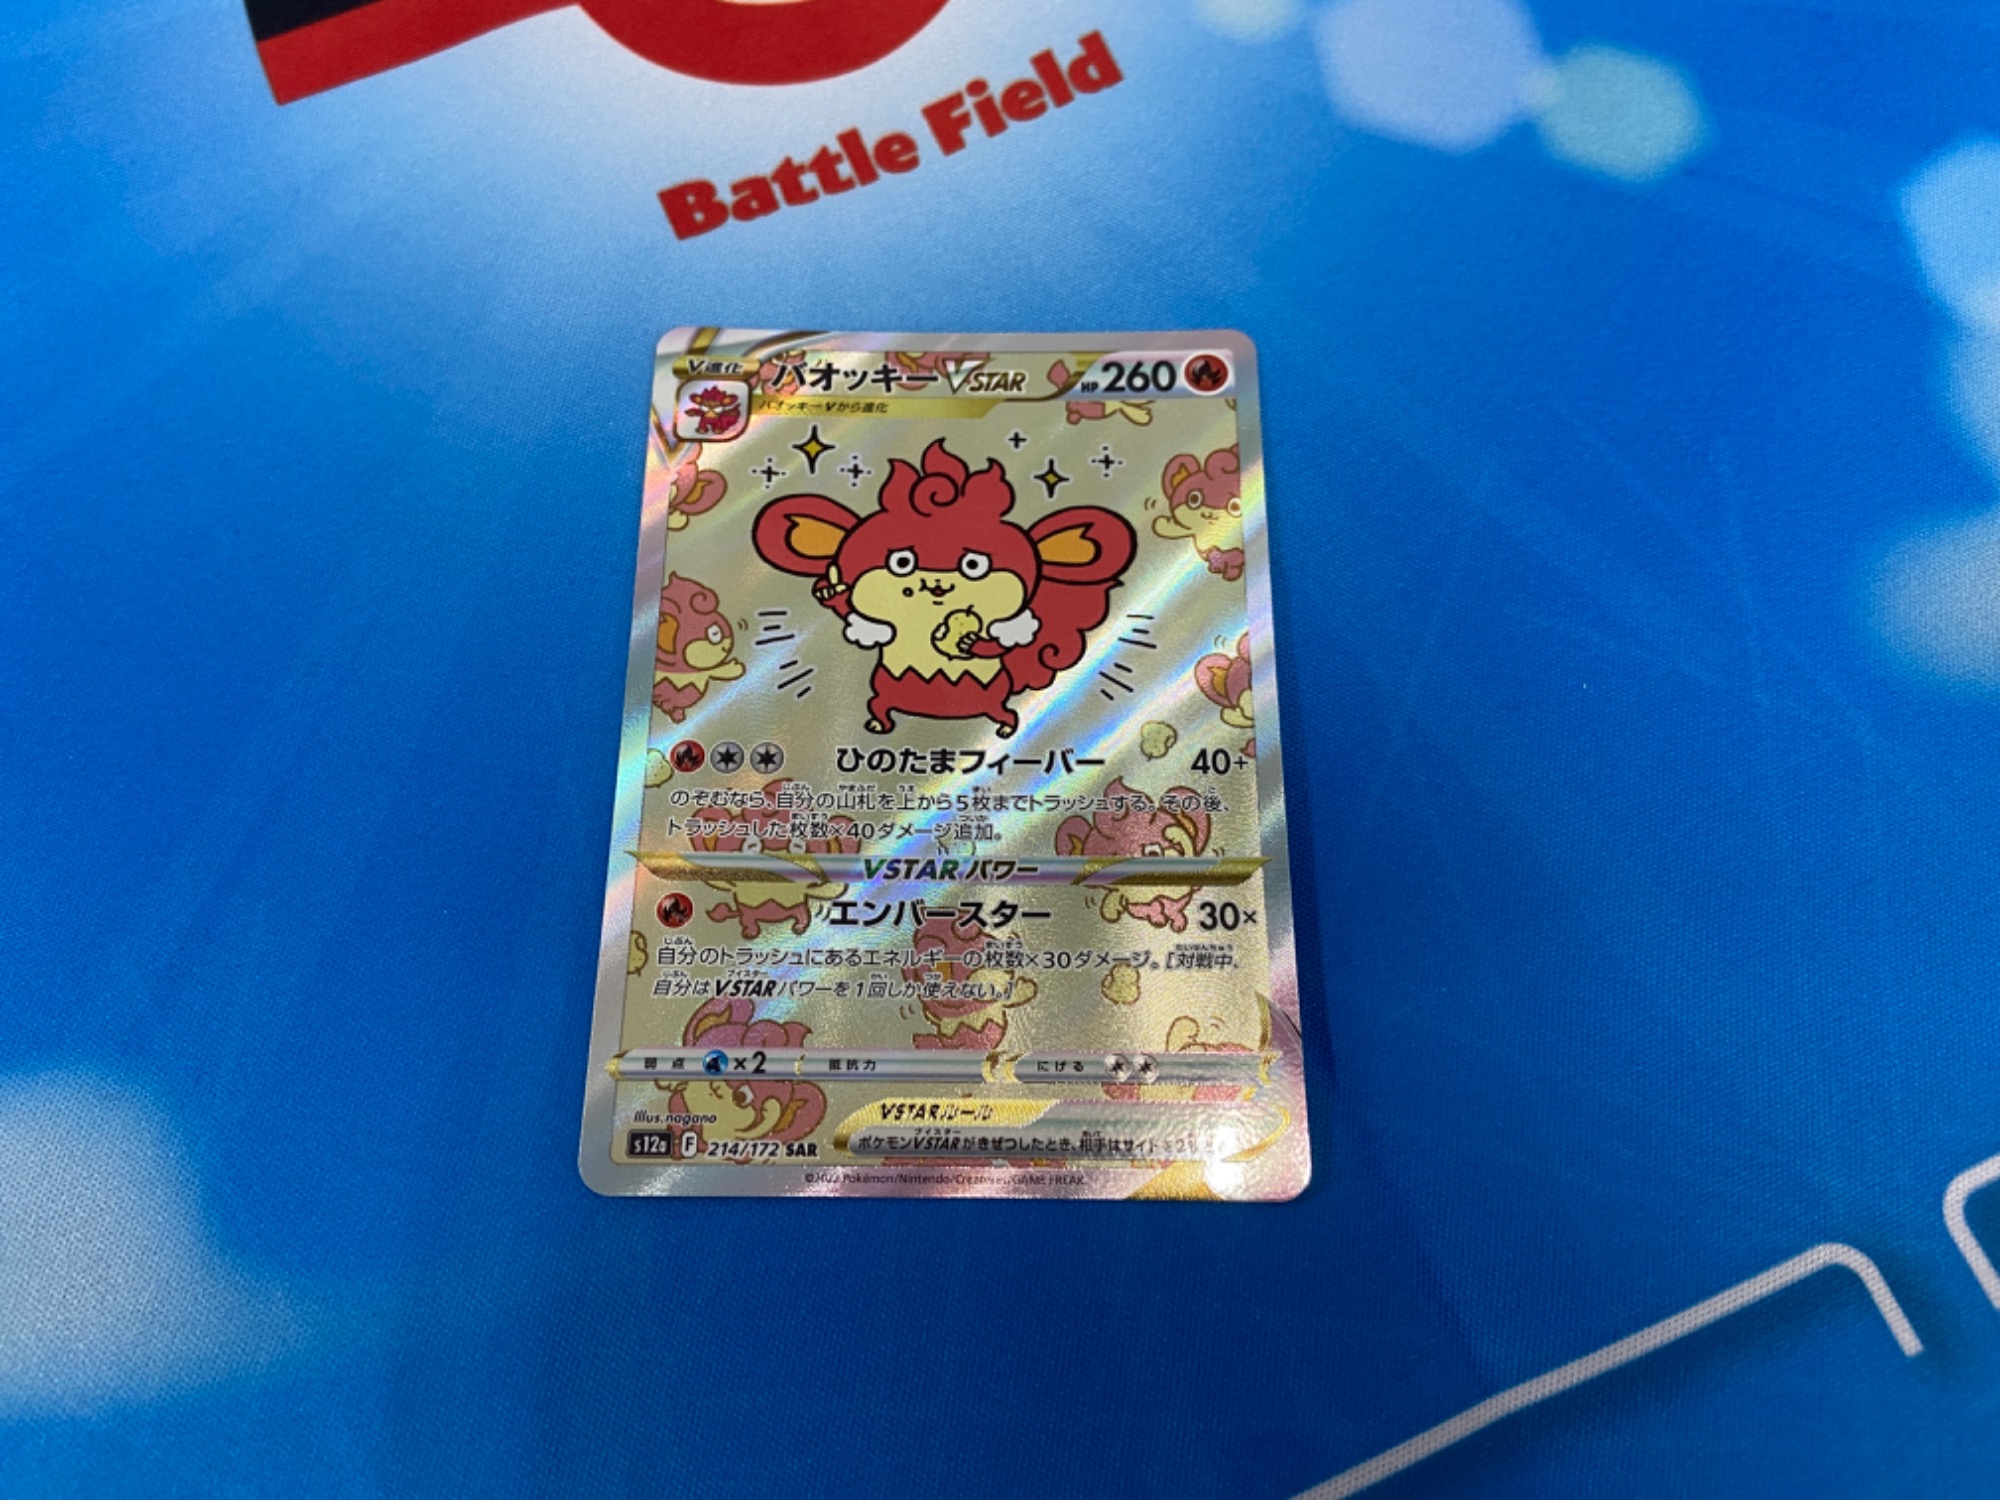 Battle Field
V進化
バオッキーVSTAR
HP 260
バオッキーVから進化
ひのたまフィーバー 40+
のぞむなら、自分の山札を上から5枚までトラッシュする。その後、
トラッシュした枚数×40ダメージ追加。
VSTARパワー
エンバースター 30×
自分のトラッシュにあるエネルギーの枚数×30ダメージ。[対戦中、
自分はVSTARパワーを1回しか使えない。]
弱点 ×2 抵抗力 にげる
Illus. nagano
VSTARルール
s12a F 214/172 SAR
ポケモンVSTARがきぜつしたとき、相手はサイドを2
©2022 Pokémon/Nintendo/Creatures/GAME FREAK.